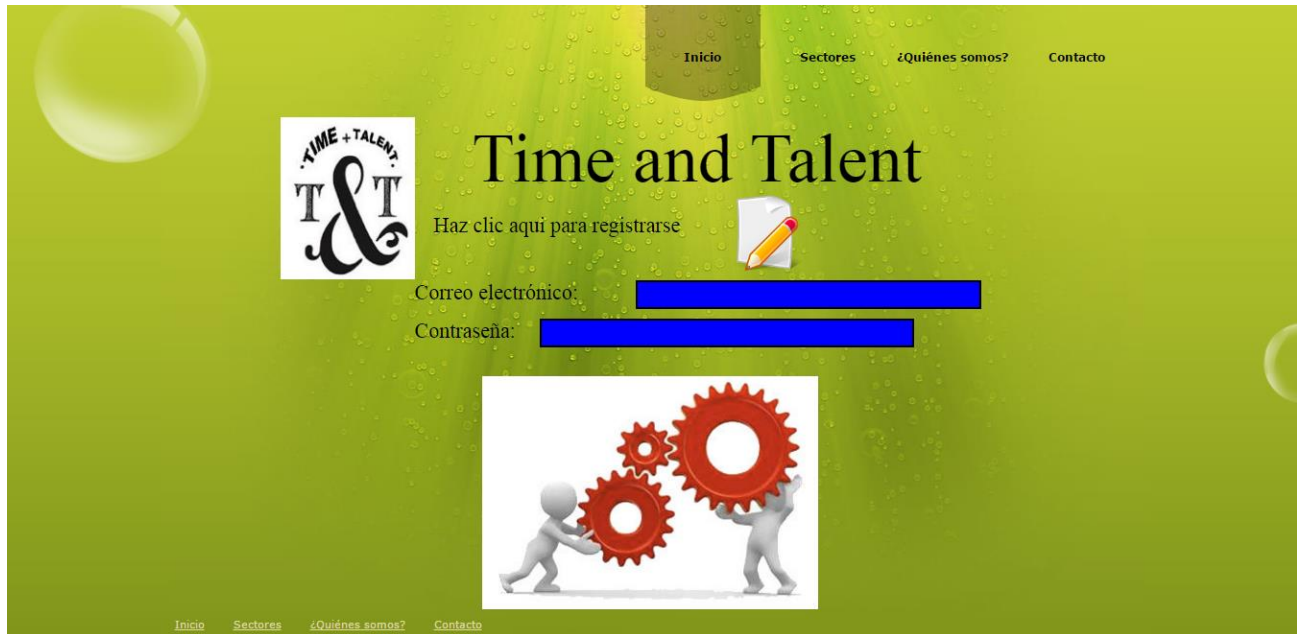 Inicio Sectores ¿Quiénes somos? Contacto
TIME + TALENT
T&T
Time and Talent
Haz clic aqui para registrarse
Correo electrónico:
Contraseña:
Inicio Sectores ¿Quiénes somos? Contacto